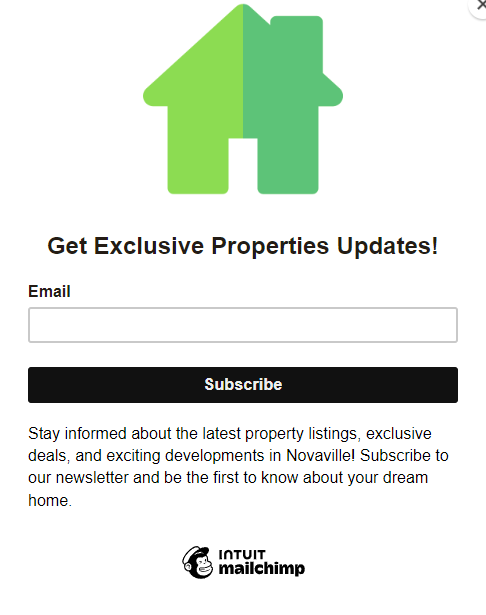 Get Exclusive Properties Updates!
Email
Subscribe
Stay informed about the latest property listings, exclusive
deals, and exciting developments in Novaville! Subscribe to
our newsletter and be the first to know about your dream
home.
INTUIT
mailchimp